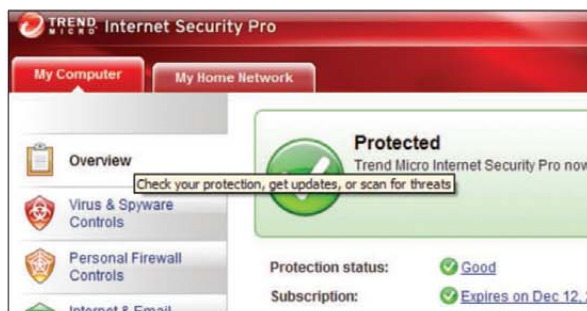 TREND MICRO Internet Security Pro
My Computer
My Home Network
Overview
Check your protection, get updates, or scan for threats
Virus & Spyware
Controls
Personal Firewall
Controls
Internet & Email
Protected
Trend Micro Internet Security Pro now
Protection status: Good
Subscription: Expires on Dec 12,